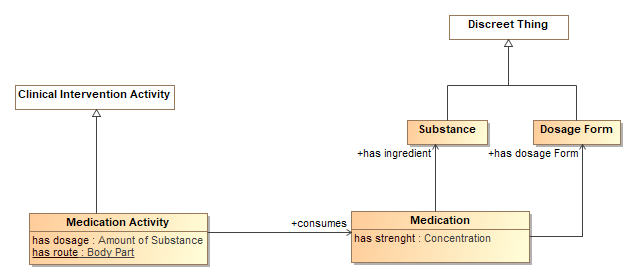 Discreet Thing
Clinical Intervention Activity
Substance
Dosage Form
+has ingredient
+has dosage Form
Medication Activity
has dosage : Amount of Substance
has route : Body Part
+consumes
Medication
has strenght : Concentration